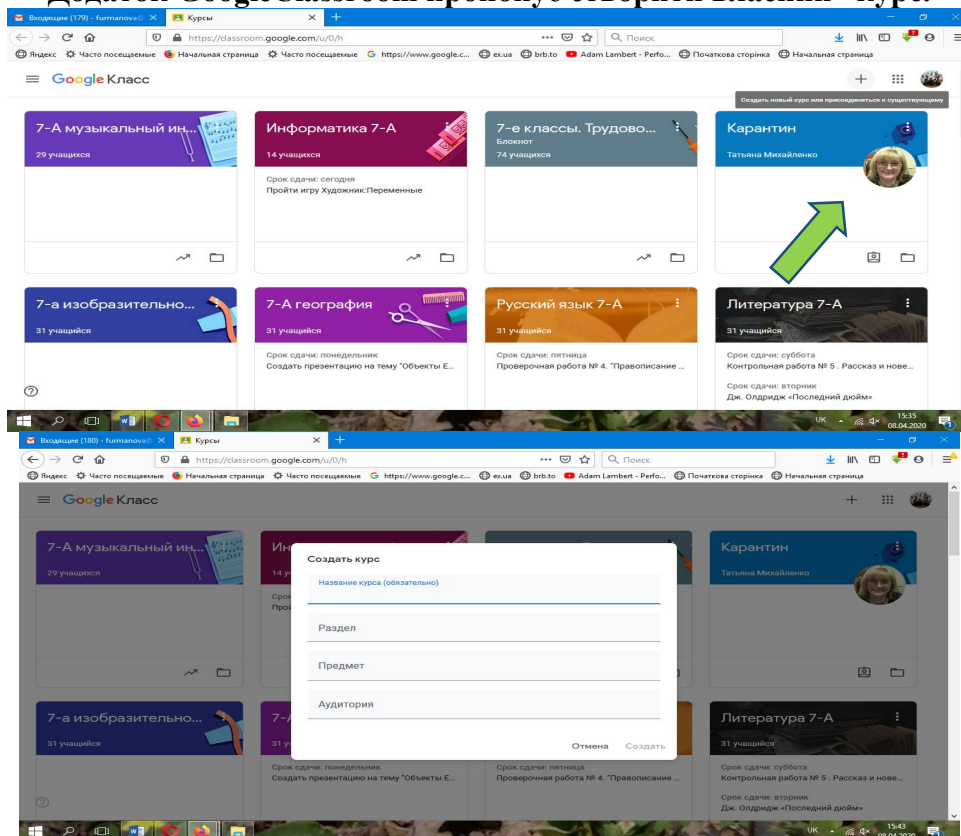 Додаток GoogleClassroom пропонує створити власний курс.
Входящие (179) - furmanova@
Курсы
https://classroom.google.com/u/0/h
Поиск
Яндекс Часто посещаемые Начальная страница Часто посещаемые https://www.google.c... ex.ua brb.to Adam Lambert - Perfo... Початкова сторінка Начальная страница
Google Класс
Создать новый курс или присоединиться к существующему
7-А музыкальный ин...
29 учащихся
Информатика 7-А
14 учащихся
Срок сдачи: сегодня
Пройти игру Художник:Переменные
7-е классы. Трудово...
Блокнот
74 учащихся
Карантин
Татьяна Михайленко
7-а изобразительно...
31 учащийся
7-А география
31 учащийся
Срок сдачи: понедельник
Создать презентацию на тему "Объекты Е...
Русский язык 7-А
31 учащийся
Срок сдачи: пятница
Проверочная работа № 4. "Правописание ...
Литература 7-А
31 учащийся
Срок сдачи: суббота
Контрольная работа № 5 . Рассказ и нове...
Срок сдачи: вторник
Дж. Олдридж «Последний дюйм»
UK
15:35
08.04.2020
Входящие (180) - furmanova@
Курсы
https://classroom.google.com/u/0/h
Поиск
Яндекс Часто посещаемые Начальная страница Часто посещаемые https://www.google.c... ex.ua brb.to Adam Lambert - Perfo... Початкова сторінка Начальная страница
Google Класс
7-А музыкальный ин...
29 учащихся
Ин
14 у
Срок
Прой
Карантин
Татьяна Михайленко
Создать курс
Название курса (обязательно)
Раздел
Предмет
Аудитория
Отмена Создать
7-а изобразительно...
31 учащийся
7-А
31 у
Срок сдачи: понедельник
Создать презентацию на тему "Объекты Е...
Срок сдачи: пятница
Проверочная работа № 4. "Правописание ...
Литература 7-А
31 учащийся
Срок сдачи: суббота
Контрольная работа № 5 . Рассказ и нове...
Срок сдачи: вторник
Дж. Олдридж «Последний дюйм»
UK
15:43
08.04.2020